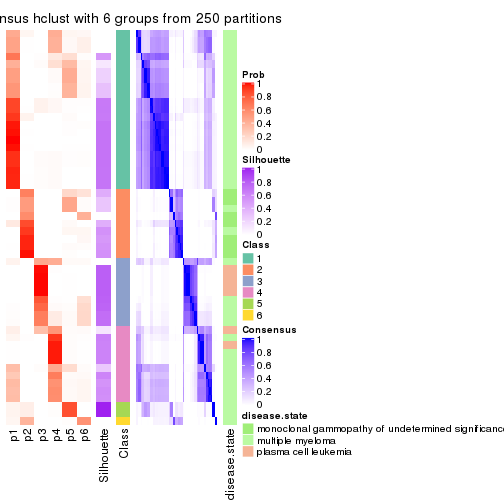 nsus hclust with 6 groups from 250 partitions
Prob
1
0.8
0.6
0.4
0.2
0
Silhouette
1
0.8
0.6
0.4
0.2
0
Class
1
2
3
4
5
6
Consensus
1
0.8
0.6
0.4
0.2
0
disease.state
monoclonal gammopathy of undetermined significance
multiple myeloma
plasma cell leukemia
p1
p2
p3
p4
p5
p6
Silhouette
Class
disease.state